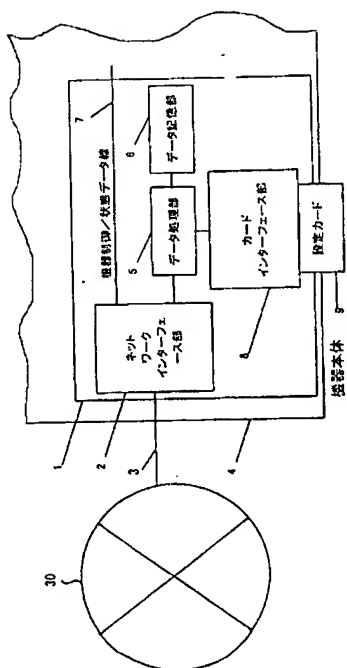 機器制御/状態データ線
7
データ記憶部
6
データ処理部
5
ネット
ワーク
インターフェ
ース部
カード
インターフェース部
8
設定カード
9
機器本体
1
2
3
4
30